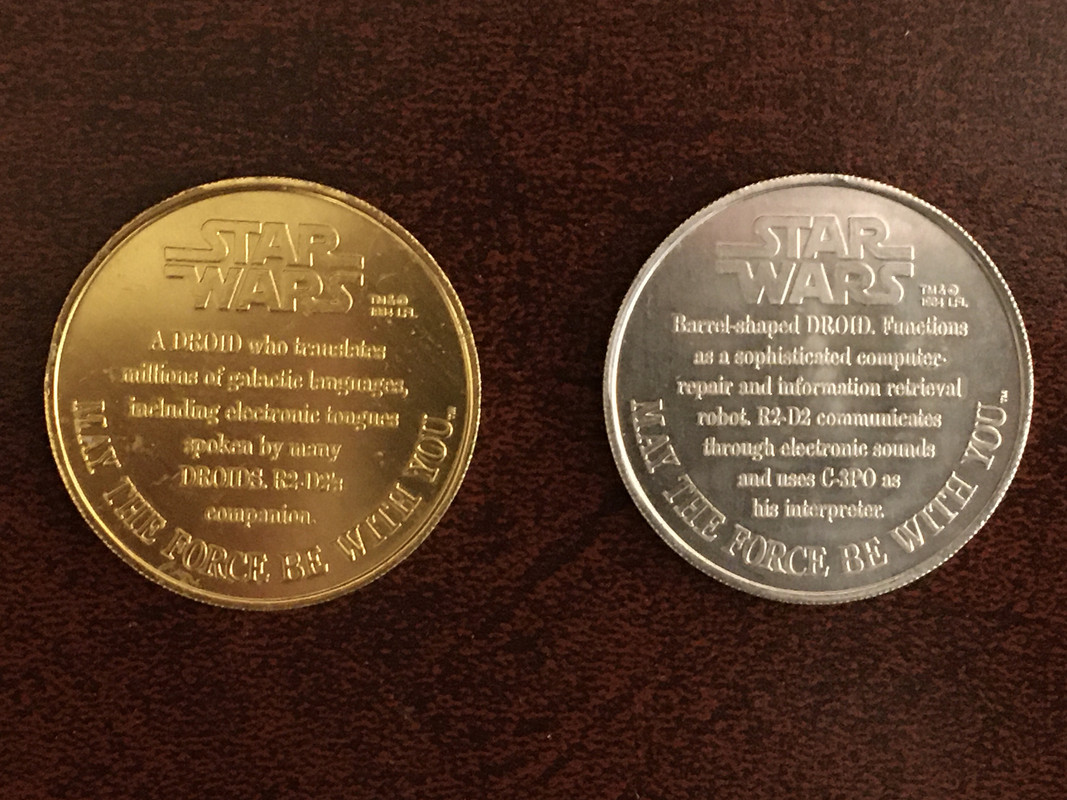 STAR
WARS
TM & ©
1984 LFL
A DROID who translates
millions of galactic languages,
including electronic tongues
spoken by many
DROIDS. R2-D2's
companion.
MAY THE FORCE BE WITH YOU.™
STAR
WARS
TM & ©
1984 LFL
Barrel-shaped DROID. Functions
as a sophisticated computer-
repair and information retrieval
robot. R2-D2 communicates
through electronic sounds
and uses C-3PO as
his interpreter.
MAY THE FORCE BE WITH YOU.™